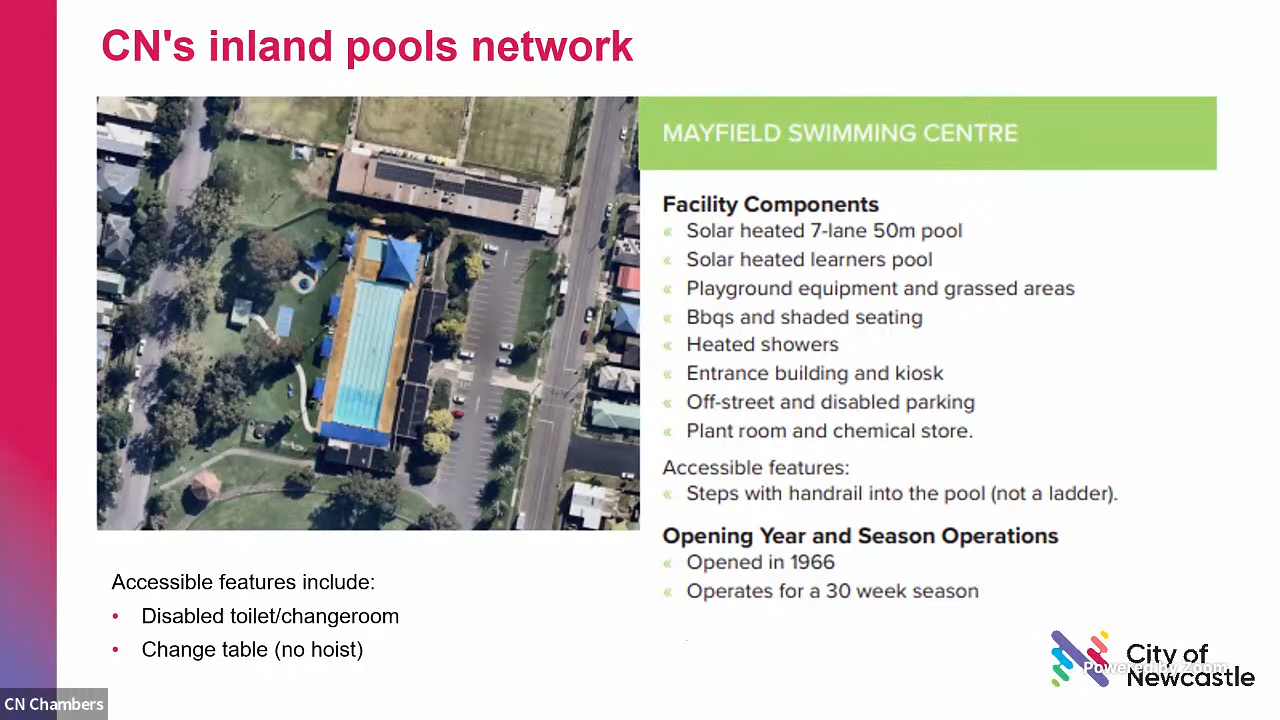 CN's inland pools network
MAYFIELD SWIMMING CENTRE
Facility Components
« Solar heated 7-lane 50m pool
« Solar heated learners pool
« Playground equipment and grassed areas
« Bbqs and shaded seating
« Heated showers
« Entrance building and kiosk
« Off-street and disabled parking
« Plant room and chemical store.
Accessible features:
« Steps with handrail into the pool (not a ladder).
Opening Year and Season Operations
« Opened in 1966
« Operates for a 30 week season
Accessible features include:
• Disabled toilet/changeroom
• Change table (no hoist)
City of
Newcastle
Powered by Zoom
CN Chambers